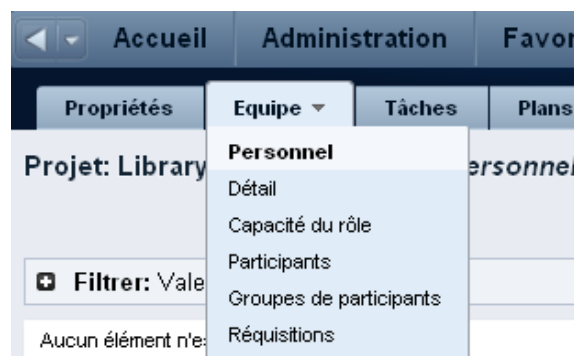 Accueil Administration Favor
Propriétés Equipe Tâches Plans
Personnel
Projet: Library ersonnel
Détail
Capacité du rôle
Participants
Filtrer: Vale
Groupes de participants
Réquisitions
Aucun élément n'e